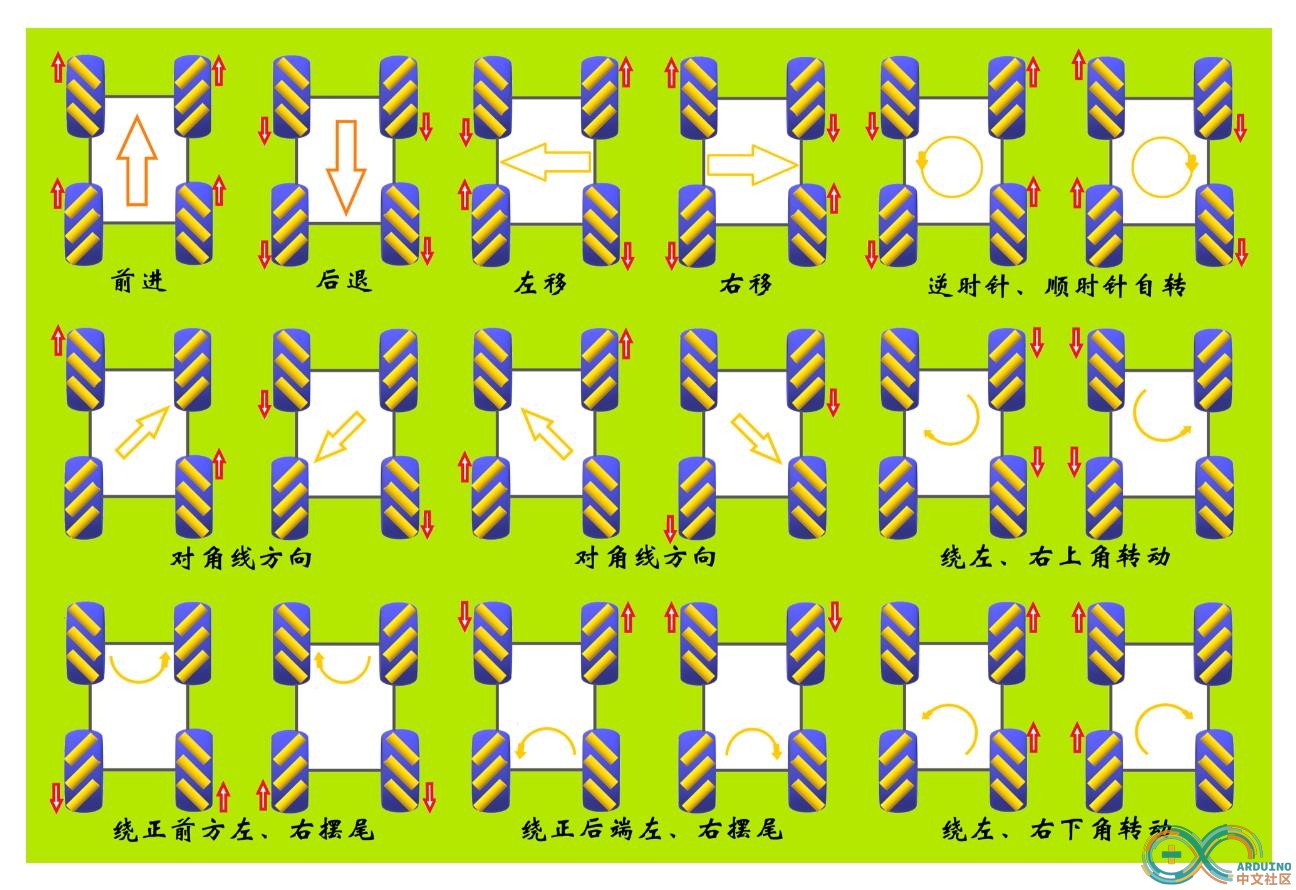 前进
后退
左移
右移
逆时针、顺时针自转
对角线方向
对角线方向
绕左、右上角转动
绕正前方左、右摆尾
绕正后端左、右摆尾
绕左、右下角转动
ARDUINO
中文社区